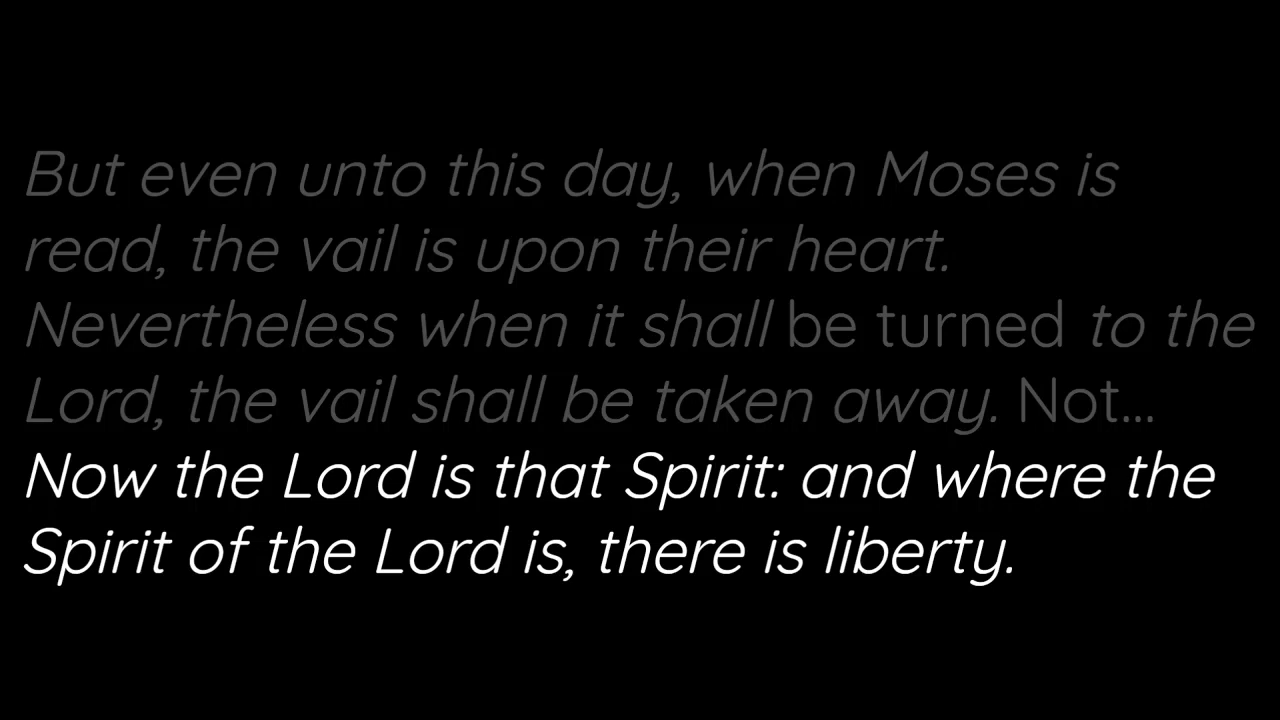 But even unto this day, when Moses is
read, the vail is upon their heart.
Nevertheless when it shall be turned to the
Lord, the vail shall be taken away. Not...
Now the Lord is that Spirit: and where the
Spirit of the Lord is, there is liberty.